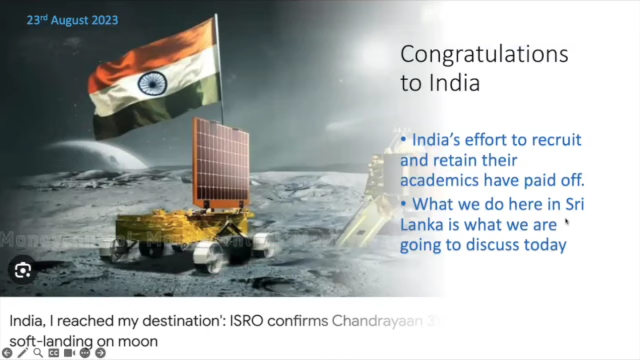 23rd August 2023
Congratulations
to India
• India's effort to recruit
and retain their
academics have paid off.
• What we do here in Sri
Lanka is what we are
going to discuss today
India, I reached my destination': ISRO confirms Chandrayaan
soft-landing on moon